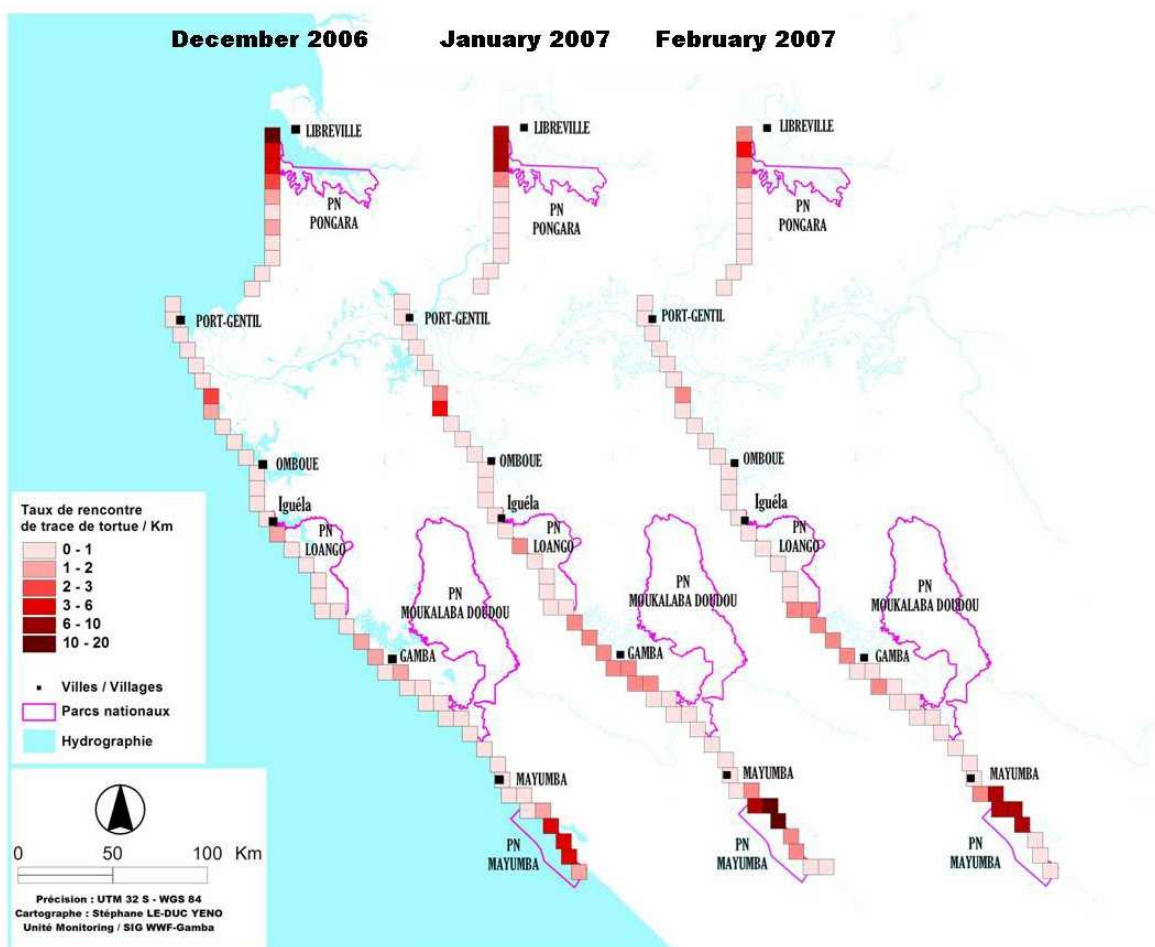 December 2006
January 2007
February 2007
LIBREVILLE
LIBREVILLE
LIBREVILLE
PN
PONGARA
PN
PONGARA
PN
PONGARA
PORT-GENTIL
PORT-GENTIL
PORT-GENTIL
OMBOUE
OMBOUE
OMBOUE
Iguéla
Iguéla
Iguéla
PN
LOANGO
PN
LOANGO
PN
LOANGO
PN
MOUKALABA DOUDOU
PN
MOUKALABA DOUDOU
PN
MOUKALABA DOUDOU
GAMBA
GAMBA
GAMBA
MAYUMBA
MAYUMBA
MAYUMBA
PN
MAYUMBA
PN
MAYUMBA
PN
MAYUMBA
Taux de rencontre
de trace de tortue / Km
0 - 1
1 - 2
2 - 3
3 - 6
6 - 10
10 - 20
Villes / Villages
Parcs nationaux
Hydrographie
0 50 100 Km
Précision : UTM 32 S - WGS 84
Cartographe : Stéphane LE-DUC YENO
Unité Monitoring / SIG WWF-Gamba